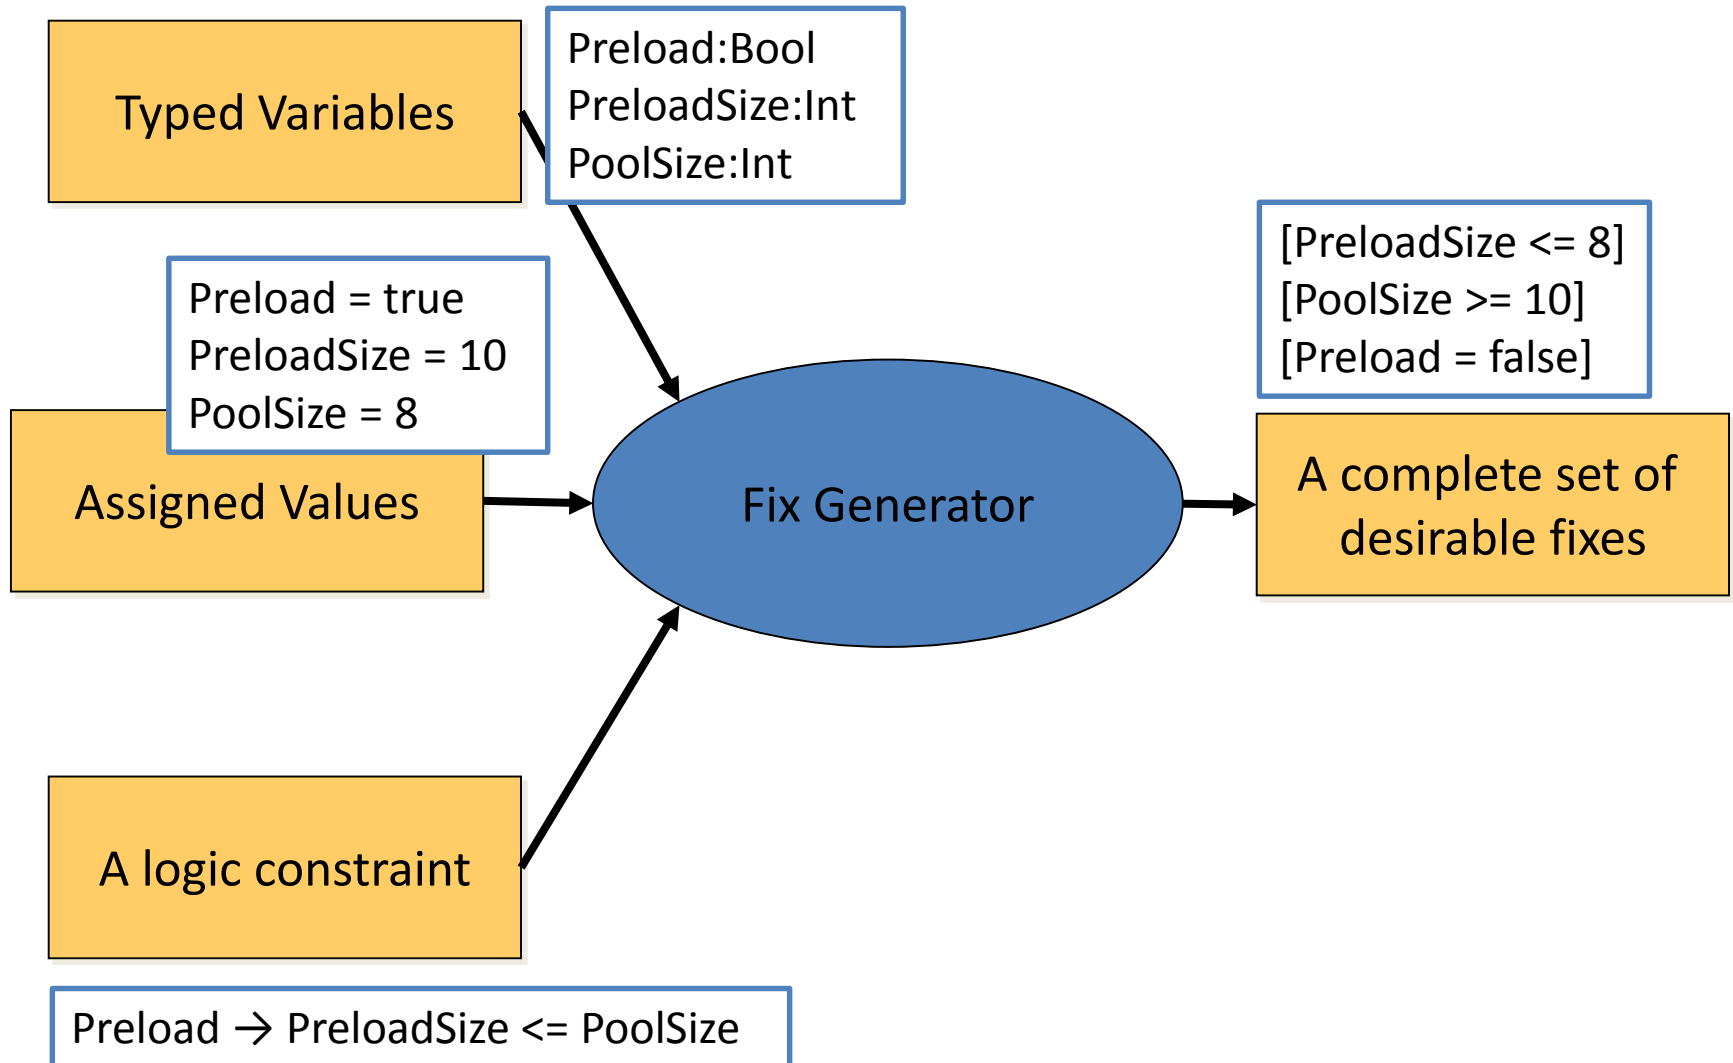 Typed Variables
Preload:Bool
PreloadSize:Int
PoolSize:Int
Preload = true
PreloadSize = 10
PoolSize = 8
Assigned Values
Fix Generator
[PreloadSize <= 8]
[PoolSize >= 10]
[Preload = false]
A complete set of
desirable fixes
A logic constraint
Preload → PreloadSize <= PoolSize